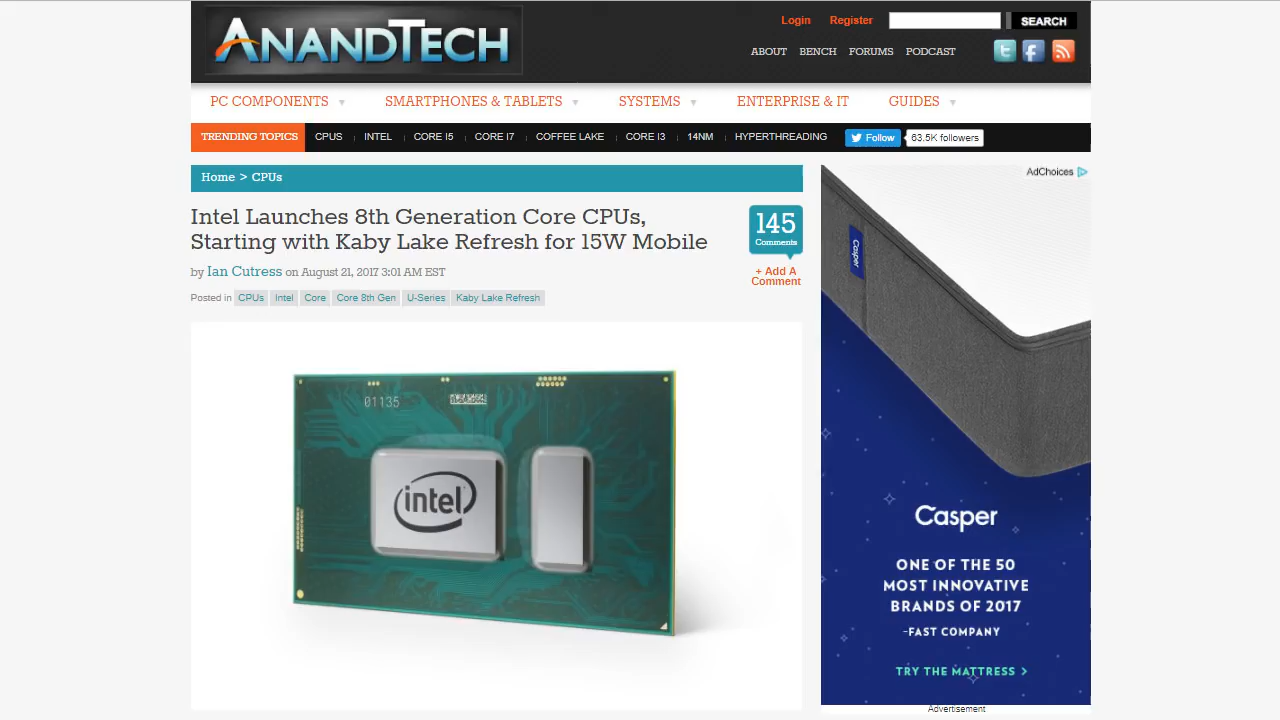 ANANDTECH
Login Register SEARCH
ABOUT BENCH FORUMS PODCAST
PC COMPONENTS SMARTPHONES & TABLETS SYSTEMS ENTERPRISE & IT GUIDES
TRENDING TOPICS CPUS INTEL CORE I5 CORE I7 COFFEE LAKE CORE I3 14NM HYPERTHREADING Follow 63.5K followers
Home > CPUs
Intel Launches 8th Generation Core CPUs,
Starting with Kaby Lake Refresh for 15W Mobile
by Ian Cutress on August 21, 2017 3:01 AM EST
145
Comments
+ Add A
Comment
Posted in CPUs Intel Core Core 8th Gen U-Series Kaby Lake Refresh
01135
intel
AdChoices
Casper
Casper
ONE OF THE 50
MOST INNOVATIVE
BRANDS OF 2017
-FAST COMPANY
TRY THE MATTRESS >
Advertisement